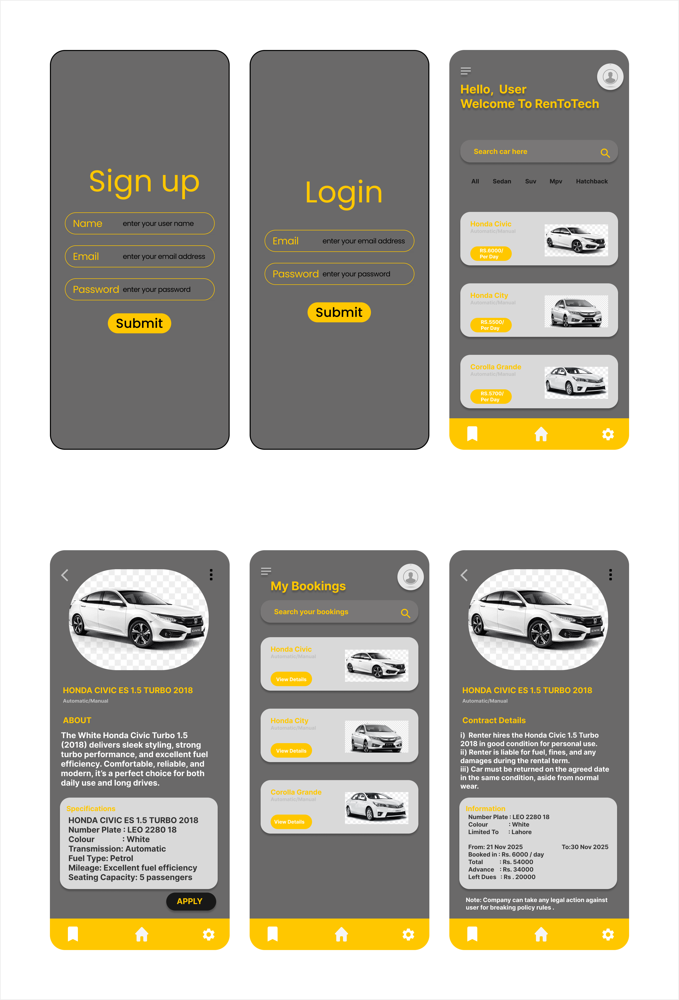 Sign up
Name enter your user name
Email enter your email address
Password enter your password
Submit
Login
Email enter your email address
Password enter your password
Submit
Hello, User
Welcome To RenToTech
Search car here
All Sedan Suv Mpv Hatchback
Honda Civic
Automatic/Manual
RS.6000/
Per Day
Honda City
Automatic/Manual
RS.5500/
Per Day
CITY
Corolla Grande
Automatic/Manual
RS.5700/
Per Day
COROLLA
CIVIC
HONDA CIVIC ES 1.5 TURBO 2018
Automatic/Manual
ABOUT
The White Honda Civic Turbo 1.5
(2018) delivers sleek styling, strong
turbo performance, and excellent fuel
efficiency. Comfortable, reliable, and
modern, it’s a perfect choice for both
daily use and long drives.
Specifications
HONDA CIVIC ES 1.5 TURBO 2018
Number Plate : LEO 2280 18
Colour : White
Transmission: Automatic
Fuel Type: Petrol
Mileage: Excellent fuel efficiency
Seating Capacity: 5 passengers
APPLY
My Bookings
Search your bookings
Honda Civic
Automatic/Manual
View Details
Honda City
Automatic/Manual
View Details
CITY
Corolla Grande
Automatic/Manual
View Details
COROLLA
CIVIC
HONDA CIVIC ES 1.5 TURBO 2018
Automatic/Manual
Contract Details
i) Renter hires the Honda Civic 1.5 Turbo
2018 in good condition for personal use.
ii) Renter is liable for fuel, fines, and any
damages during the rental term.
iii) Car must be returned on the agreed date
in the same condition, aside from normal
wear.
Information
Number Plate : LEO 2280 18
Colour : White
Limited To : Lahore
From: 21 Nov 2025 To:30 Nov 2025
Booked in : Rs. 6000 / day
Total : Rs. 54000
Advance : Rs. 34000
Left Dues : Rs . 20000
Note: Company can take any legal action against
user for breaking policy rules .